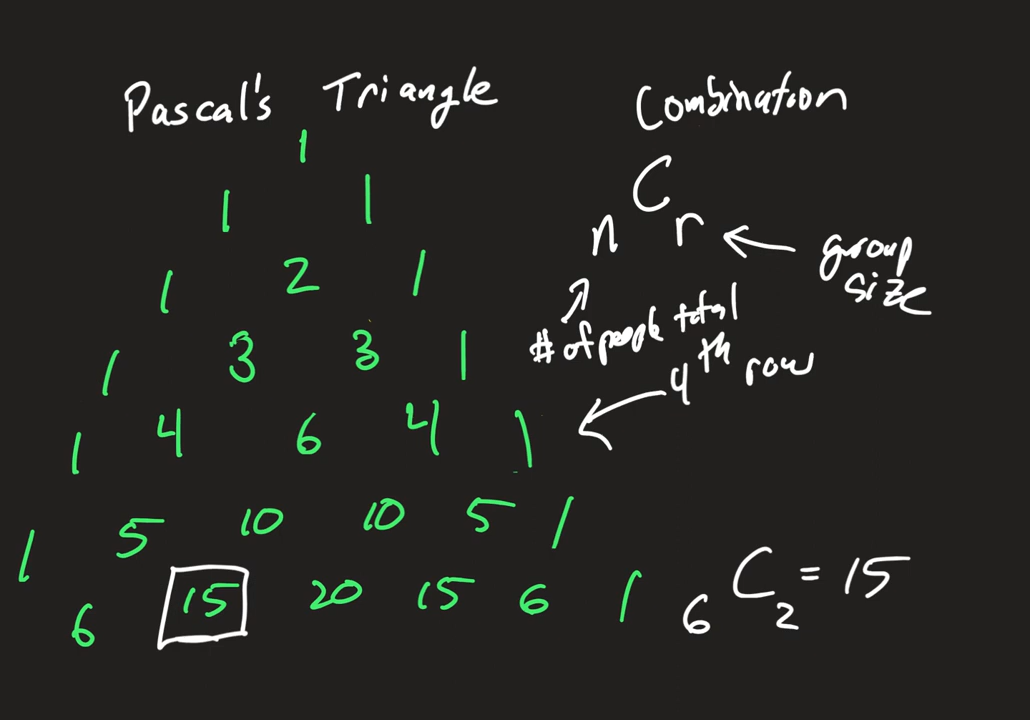 Pascal's Triangle
1
1 1
1 2 1
1 3 3 1
1 4 6 4 1
1 5 10 10 5 1
6 15 20 15 6 1
Combination
nCr
group
size
# of people total
4th row
6C2 = 15